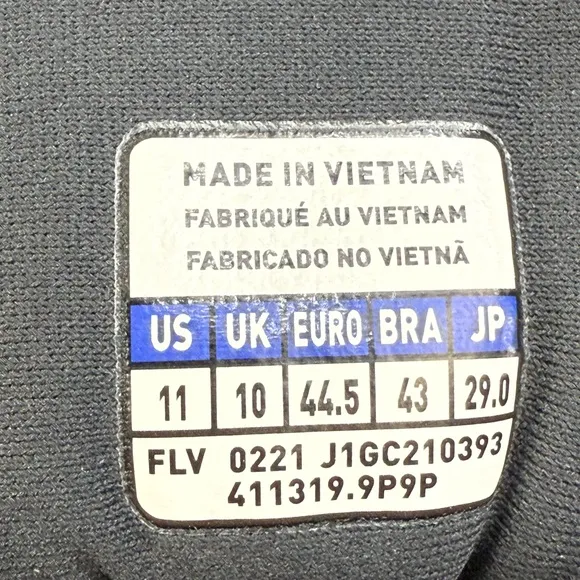 MADE IN VIETNAM
FABRIQUÉ AU VIETNAM
FABRICADO NO VIETNÃ
US UK EURO BRA JP
11 10 44.5 43 29.0
FLV 0221 J1GC210393
411319.9P9P